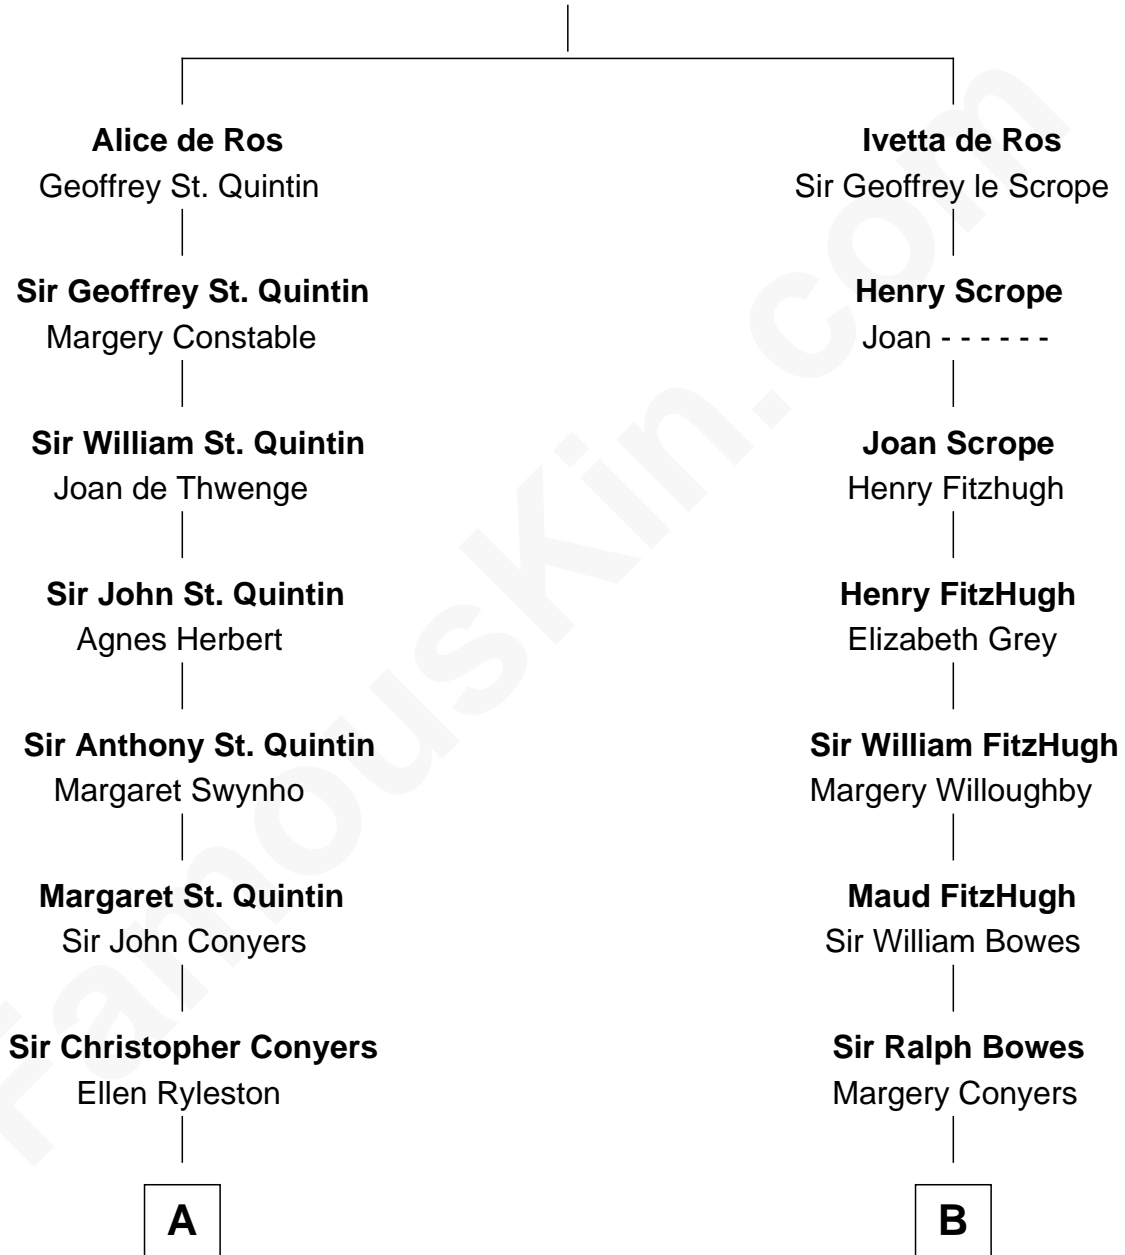 Alice de Ros
Geoffrey St. Quintin
Sir Geoffrey St. Quintin
Margery Constable
Sir William St. Quintin
Joan de Thwenge
Sir John St. Quintin
Agnes Herbert
Sir Anthony St. Quintin
Margaret Swynho
Margaret St. Quintin
Sir John Conyers
Sir Christopher Conyers
Ellen Ryleston
A
Ivetta de Ros
Sir Geoffrey le Scrope
Henry Scrope
Joan - - - - - -
Joan Scrope
Henry Fitzhugh
Henry FitzHugh
Elizabeth Grey
Sir William FitzHugh
Margery Willoughby
Maud FitzHugh
Sir William Bowes
Sir Ralph Bowes
Margery Conyers
B
FamousKin.com